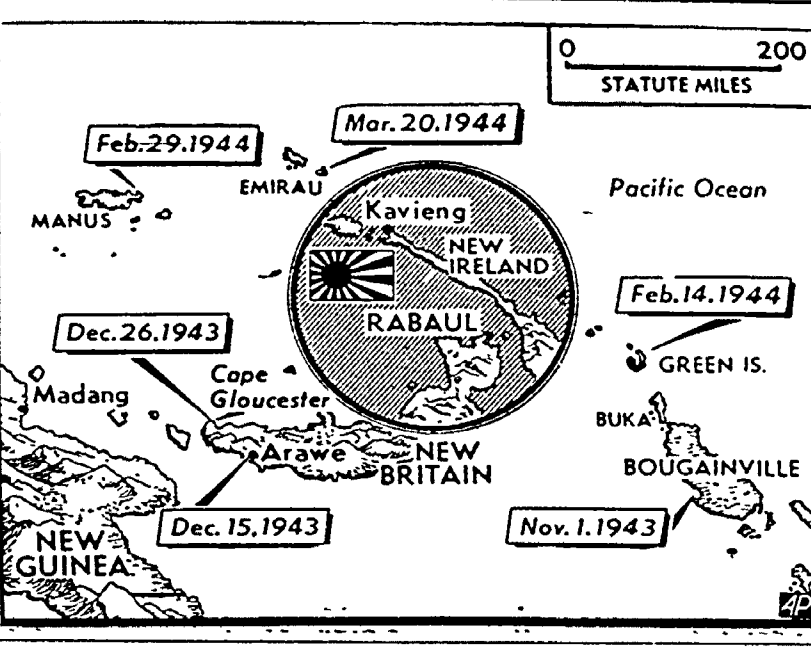 0 200
STATUTE MILES
Mar. 20.1944
Feb.29.1944
EMIRAU
Pacific Ocean
MANUS
Kavieng
NEW
IRELAND
Feb.14.1944
RABAUL
Dec.26.1943
GREEN IS.
Cape
Gloucester
Madang
BUKA
Arawe
NEW
BRITAIN
BOUGAINVILLE
Dec. 15.1943
Nov. 1.1943
NEW
GUINEA
AP